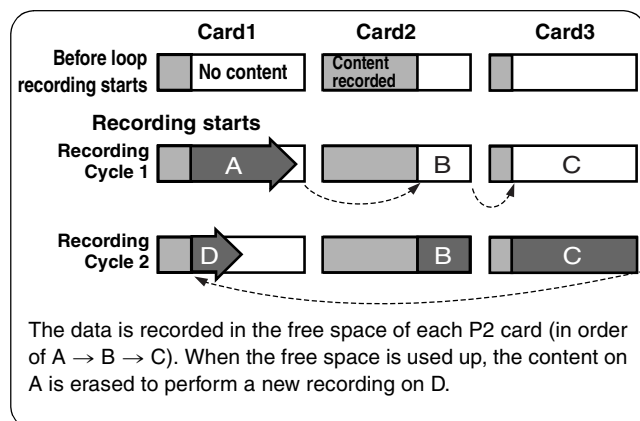 Card1 Card2 Card3
Before loop
recording starts
No content
Content
recorded
Recording starts
Recording
Cycle 1
A B C
Recording
Cycle 2
D B C
The data is recorded in the free space of each P2 card (in order
of A → B → C). When the free space is used up, the content on
A is erased to perform a new recording on D.